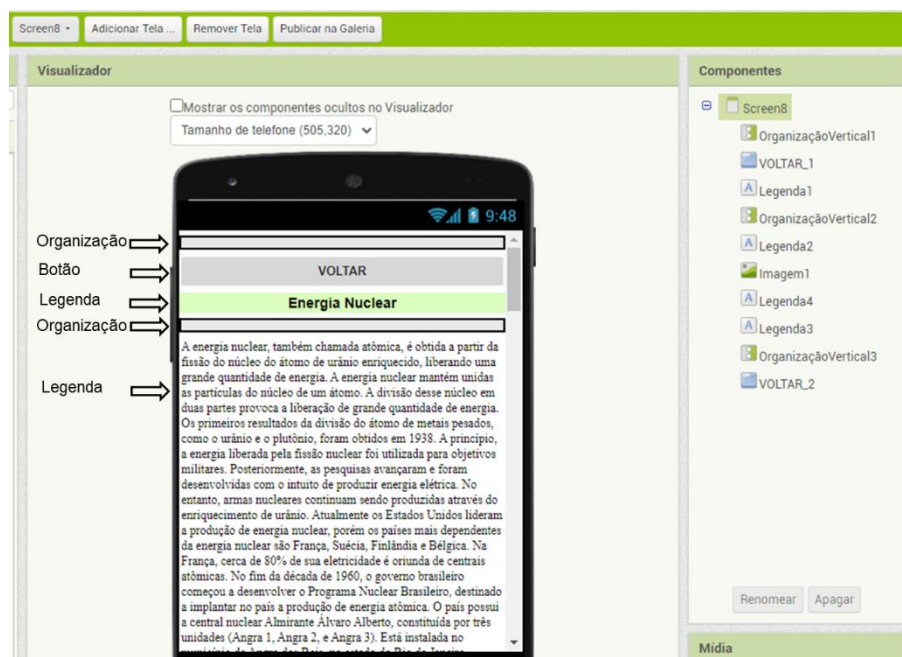 Screen8
Adicionar Tela ...
Remover Tela
Publicar na Galeria
Visualizador
Mostrar os componentes ocultos no Visualizador
Tamanho de telefone (505,320)
9:48
Organização
Botão
VOLTAR
Legenda
Energia Nuclear
Organização
Legenda
A energia nuclear, também chamada atômica, é obtida a partir da
fissão do núcleo do átomo de urânio enriquecido, liberando uma
grande quantidade de energia. A energia nuclear mantém unidas
as partículas do núcleo de um átomo. A divisão desse núcleo em
duas partes provoca a liberação de grande quantidade de energia.
Os primeiros resultados da divisão do átomo de metais pesados,
como o urânio e o plutônio, foram obtidos em 1938. A princípio,
a energia liberada pela fissão nuclear foi utilizada para objetivos
militares. Posteriormente, as pesquisas avançaram e foram
desenvolvidas com o intuito de produzir energia elétrica. No
entanto, armas nucleares continuam sendo produzidas através do
enriquecimento de urânio. Atualmente os Estados Unidos lideram
a produção de energia nuclear, porém os países mais dependentes
da energia nuclear são França, Suécia, Finlândia e Bélgica. Na
França, cerca de 80% de sua eletricidade é oriunda de centrais
atômicas. No fim da década de 1960, o governo brasileiro
começou a desenvolver o Programa Nuclear Brasileiro, destinado
a implantar no país a produção de energia atômica. O país possui
a central nuclear Almirante Álvaro Alberto, constituída por três
unidades (Angra 1, Angra 2, e Angra 3). Está instalada no
município de Angra dos Reis, no estado do Rio de Janeiro
Componentes
Screen8
OrganizaçãoVertical1
VOLTAR_1
Legenda1
OrganizaçãoVertical2
Legenda2
Imagem1
Legenda4
Legenda3
OrganizaçãoVertical3
VOLTAR_2
Renomear
Apagar
Mídia